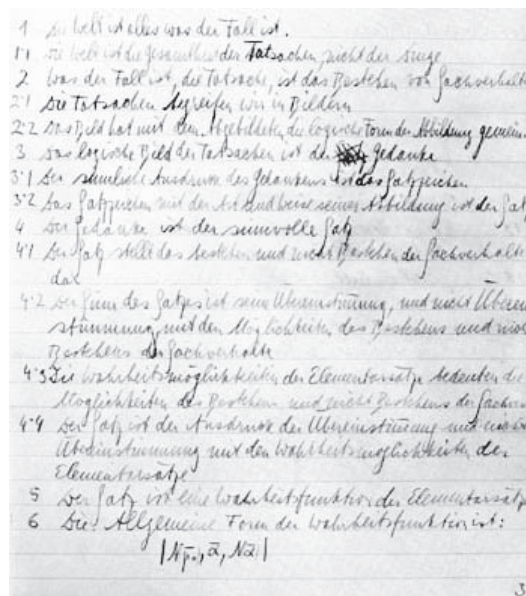 1 Die Welt ist alles was der Fall ist.
1·1 Die Welt ist die Gesamtheit der Tatsachen, nicht der Dinge
2 Was der Fall ist, die Tatsache, ist das Bestehen von Sachverhalte
2·1 Die Tatsachen begreifen wir in Bildern
2·2 Das Bild hat mit dem Abgebildeten die logische Form der Abbildung gemein
3 Das logische Bild der Tatsachen ist der Gedanke
3·1 Der sinnliche Ausdruck des Gedankens ist das Satzzeichen
3·2 Das Satzzeichen mit der Art und Weise seiner Abbildung ist der Satz
4 Der Gedanke ist der sinnvolle Satz
4·1 Der Satz stellt das bestehen und nicht Bestehen der Sachverhalte
dar
4·2 Der Sinn des Satzes ist seine Übereinstimmung, und nicht Überein
stimmung mit den Möglichkeiten des Bestehens und nicht
Bestehens der Sachverhalte
4·3 Die Wahrheitsmöglichkeiten der Elementarsätze bedeuten die
Möglichkeiten des Bestehens und nicht Bestehens der
4·4 Der Satz ist der Ausdruck der Übereinstimmung und nicht
Übereinstimmung mit den Wahrheitsmöglichkeiten der
Elementarsätze
5 Der Satz eine Wahrheitsfunktion der Elementarsätze
6 Die Allgemeine Form der Wahrheitsfunktion ist:
3